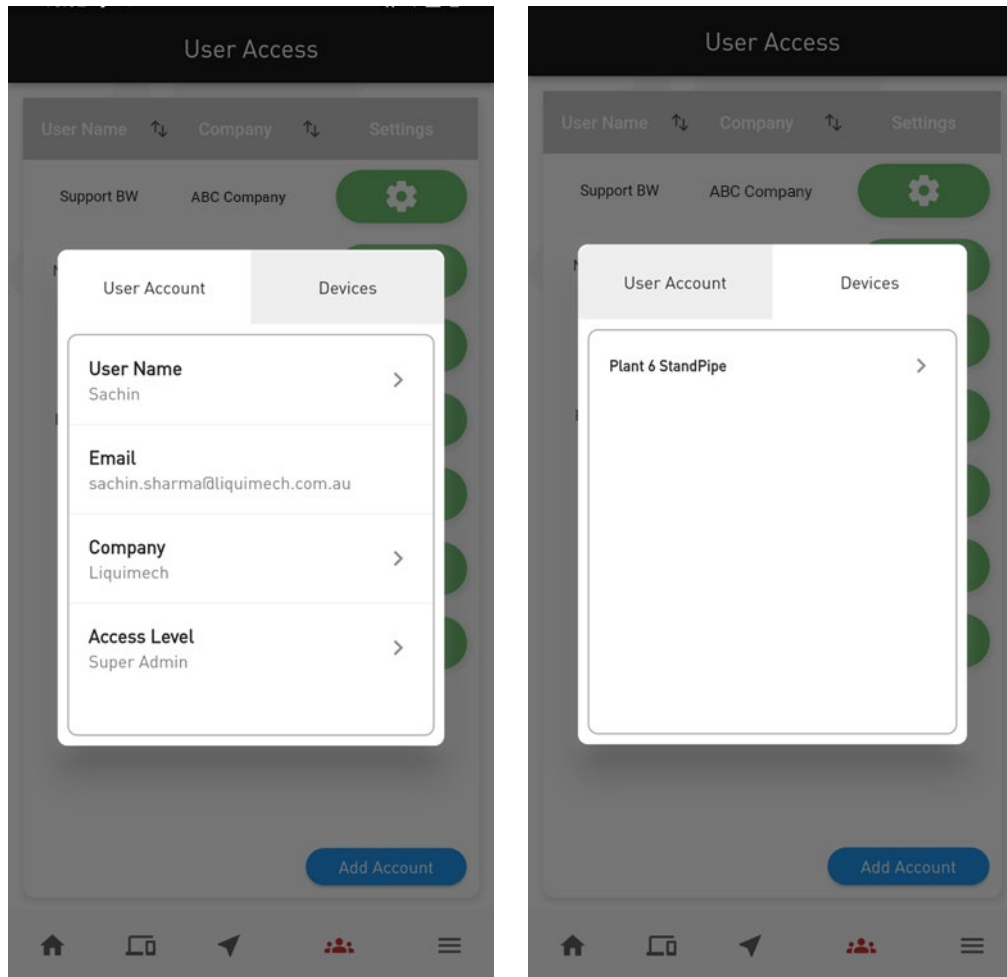 User Access
User Name Company Settings
Support BW ABC Company
User Account Devices
User Name
Sachin
Email
sachin.sharma@liquimech.com.au
Company
Liquimech
Access Level
Super Admin
Add Account
User Access
User Name Company Settings
Support BW ABC Company
User Account Devices
Plant 6 StandPipe
Add Account